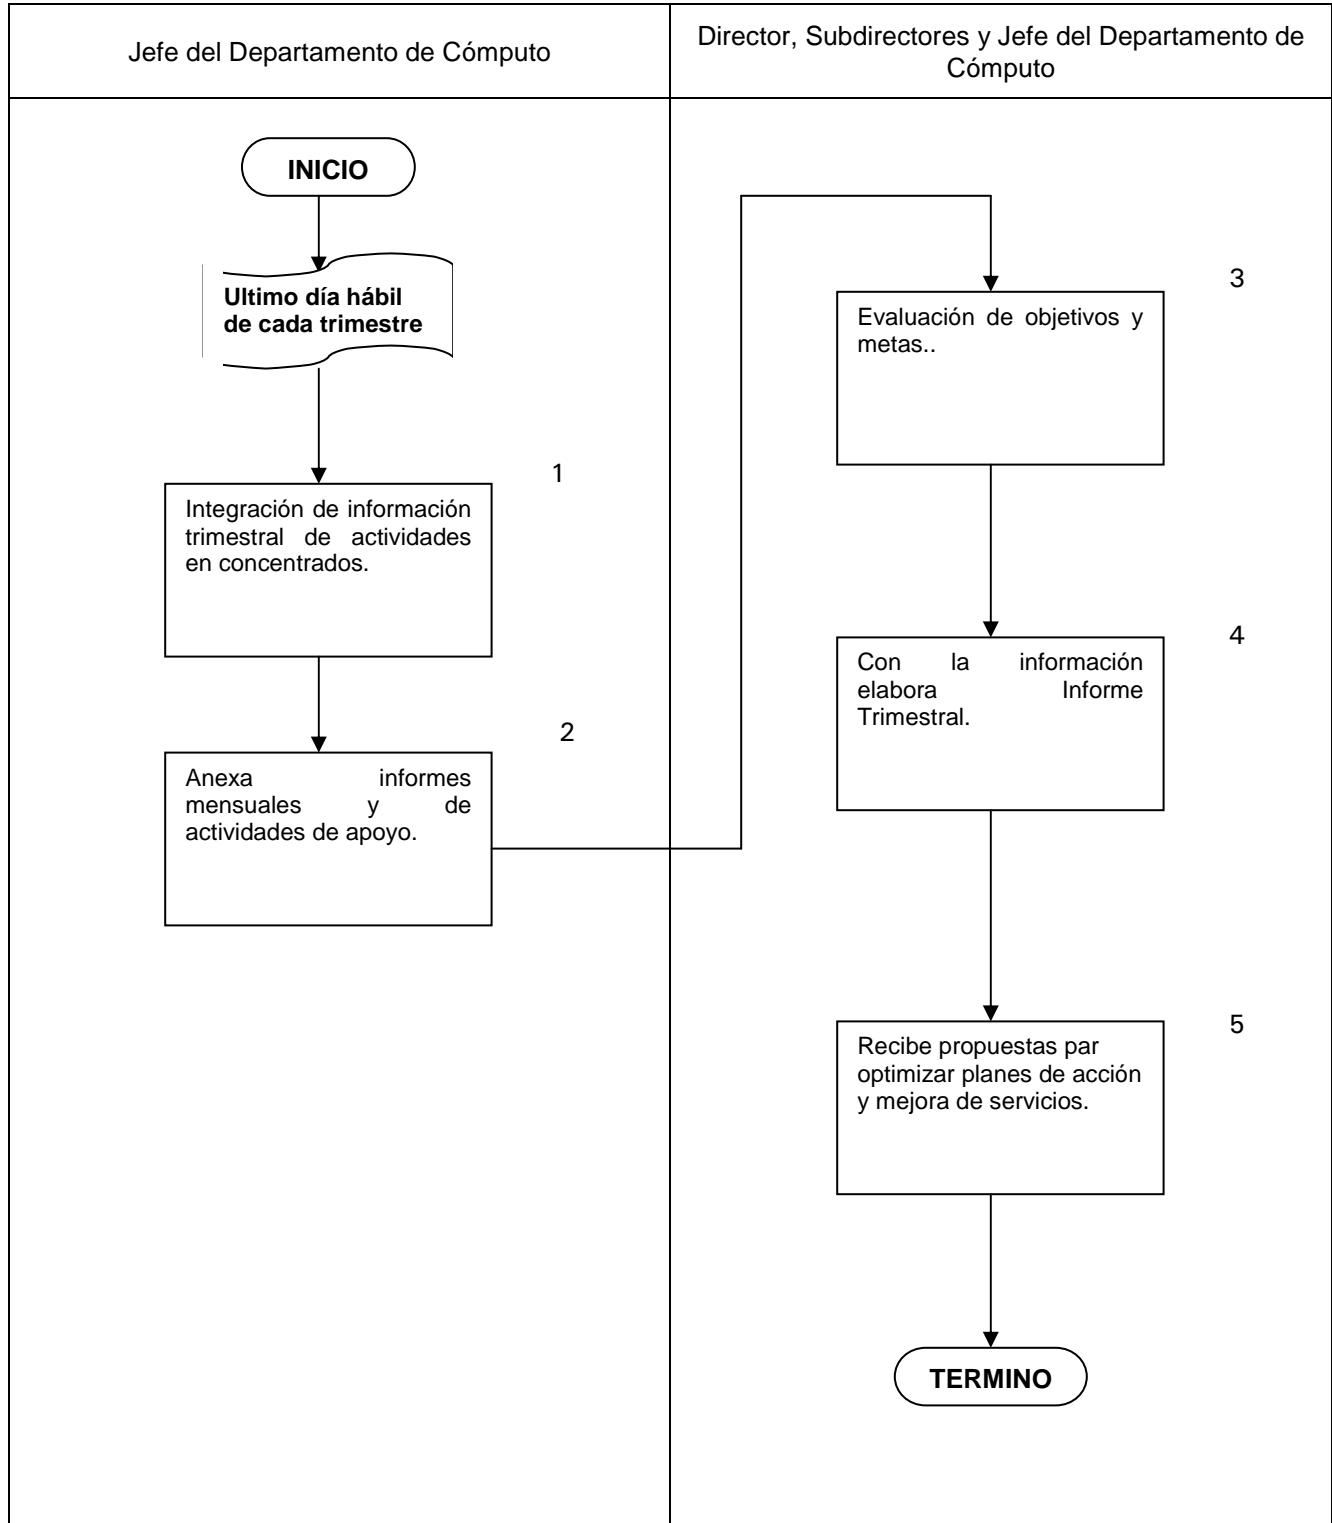 Jefe del Departamento de Cómputo
Director, Subdirectores y Jefe del Departamento de
Cómputo
INICIO
Ultimo día hábil
de cada trimestre
1
Integración de información
trimestral de actividades
en concentrados.
2
Anexa informes
mensuales y de
actividades de apoyo.
3
Evaluación de objetivos y
metas..
4
Con la información
elabora Informe
Trimestral.
5
Recibe propuestas par
optimizar planes de acción
y mejora de servicios.
TERMINO